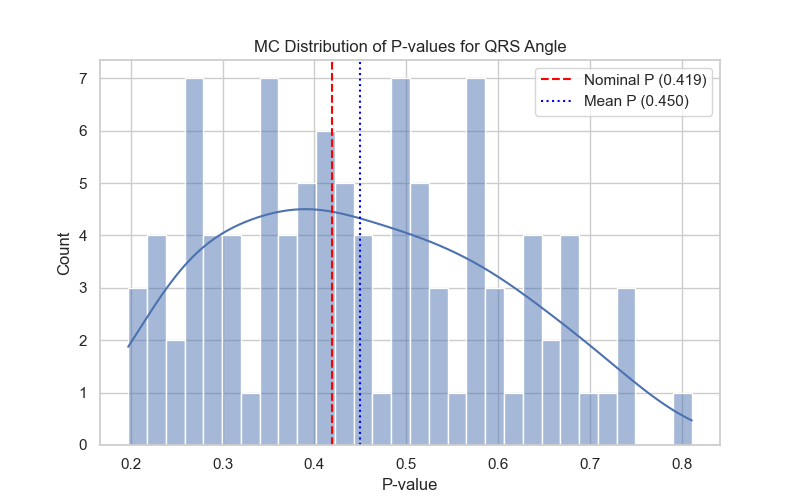 MC Distribution of P-values for QRS Angle
Nominal P (0.419)
Mean P (0.450)
7
6
5
4
3
2
1
0
Count
0.2 0.3 0.4 0.5 0.6 0.7 0.8
P-value